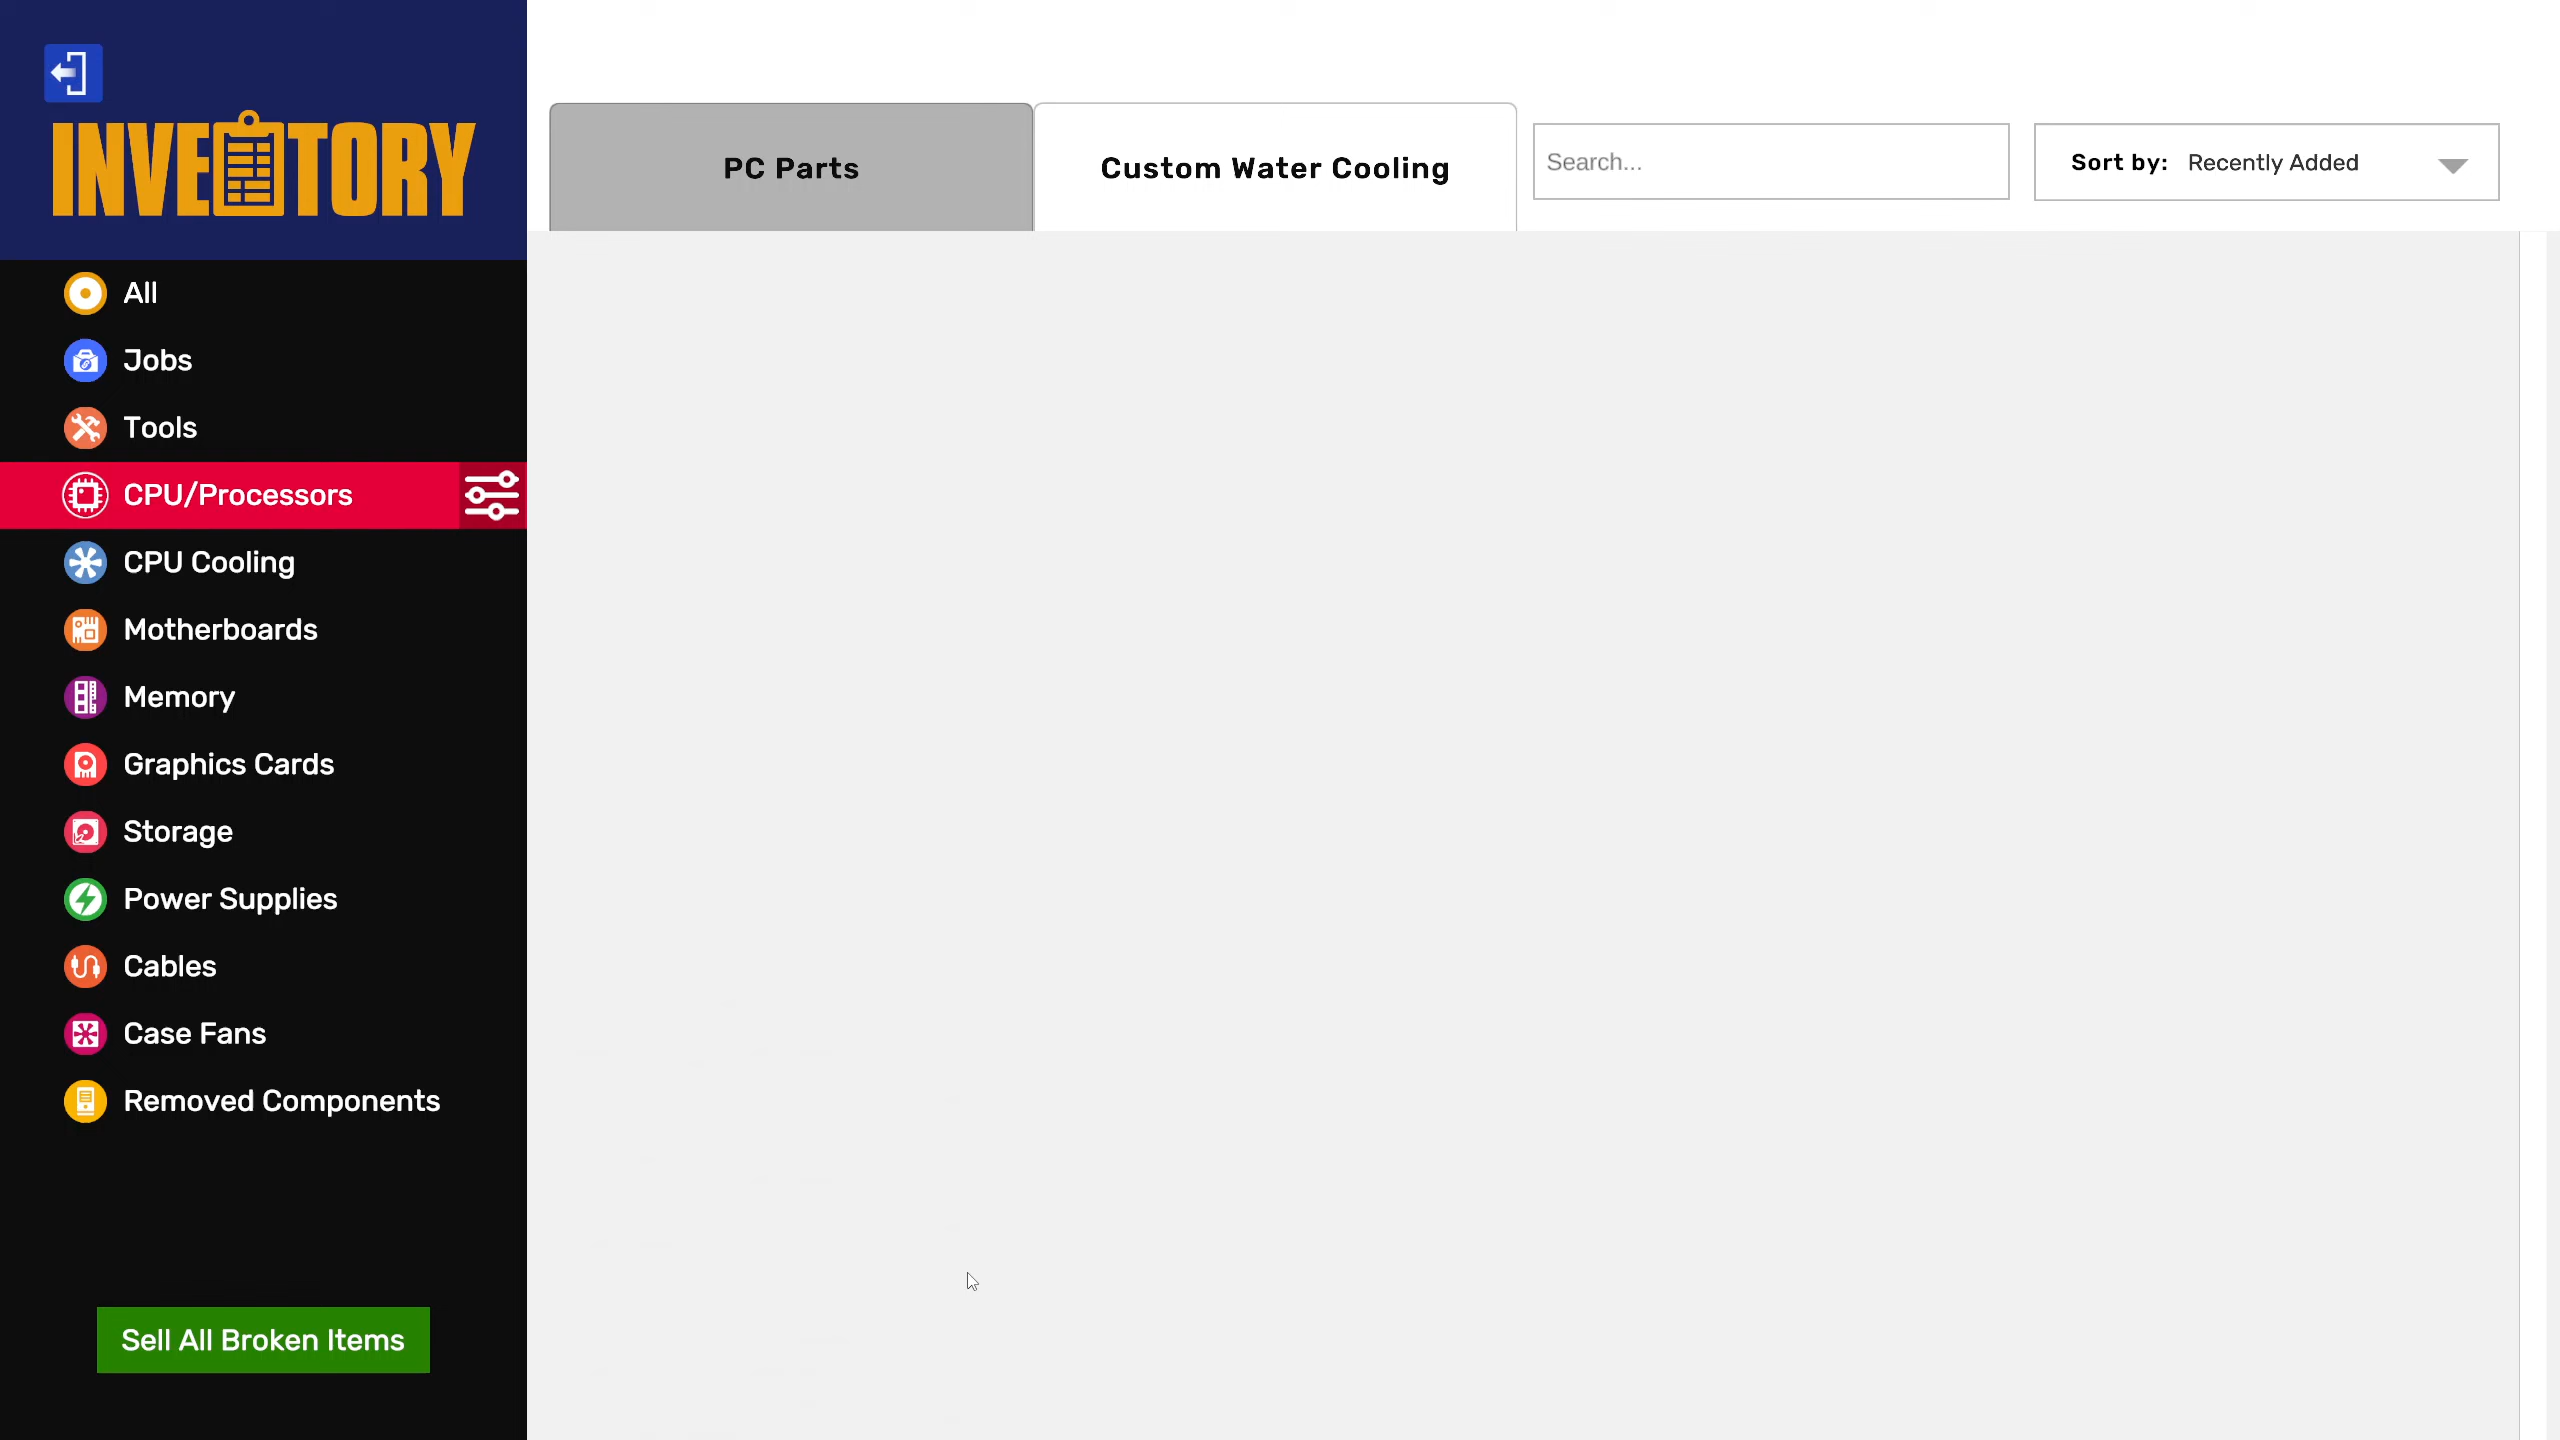 INVENTORY
PC Parts
Custom Water Cooling
Search...
Sort by: Recently Added
All
Jobs
Tools
CPU/Processors
CPU Cooling
Motherboards
Memory
Graphics Cards
Storage
Power Supplies
Cables
Case Fans
Removed Components
Sell All Broken Items